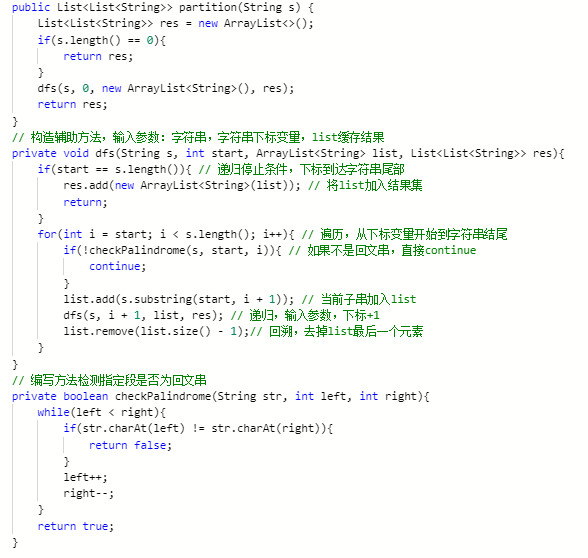 public List<List<String>> partition(String s) {
    List<List<String>> res = new ArrayList<>();
    if(s.length() == 0){
        return res;
    }
    dfs(s, 0, new ArrayList<String>(), res);
    return res;
}
// 构造辅助方法，输入参数：字符串，字符串下标变量，list缓存结果
private void dfs(String s, int start, ArrayList<String> list, List<List<String>> res){
    if(start == s.length()){ // 递归停止条件，下标到达字符串尾部
        res.add(new ArrayList<String>(list)); // 将list加入结果集
        return;
    }
    for(int i = start; i < s.length(); i++){ // 遍历，从下标变量开始到字符串结尾
        if(!checkPalindrome(s, start, i)){ // 如果不是回文串，直接continue
            continue;
        }
        list.add(s.substring(start, i + 1)); // 当前子串加入list
        dfs(s, i + 1, list, res); // 递归，输入参数，下标+1
        list.remove(list.size() - 1);// 回溯，去掉list最后一个元素
    }
}
// 编写方法检测指定段是否为回文串
private boolean checkPalindrome(String str, int left, int right){
    while(left < right){
        if(str.charAt(left) != str.charAt(right)){
            return false;
        }
        left++;
        right--;
    }
    return true;
}